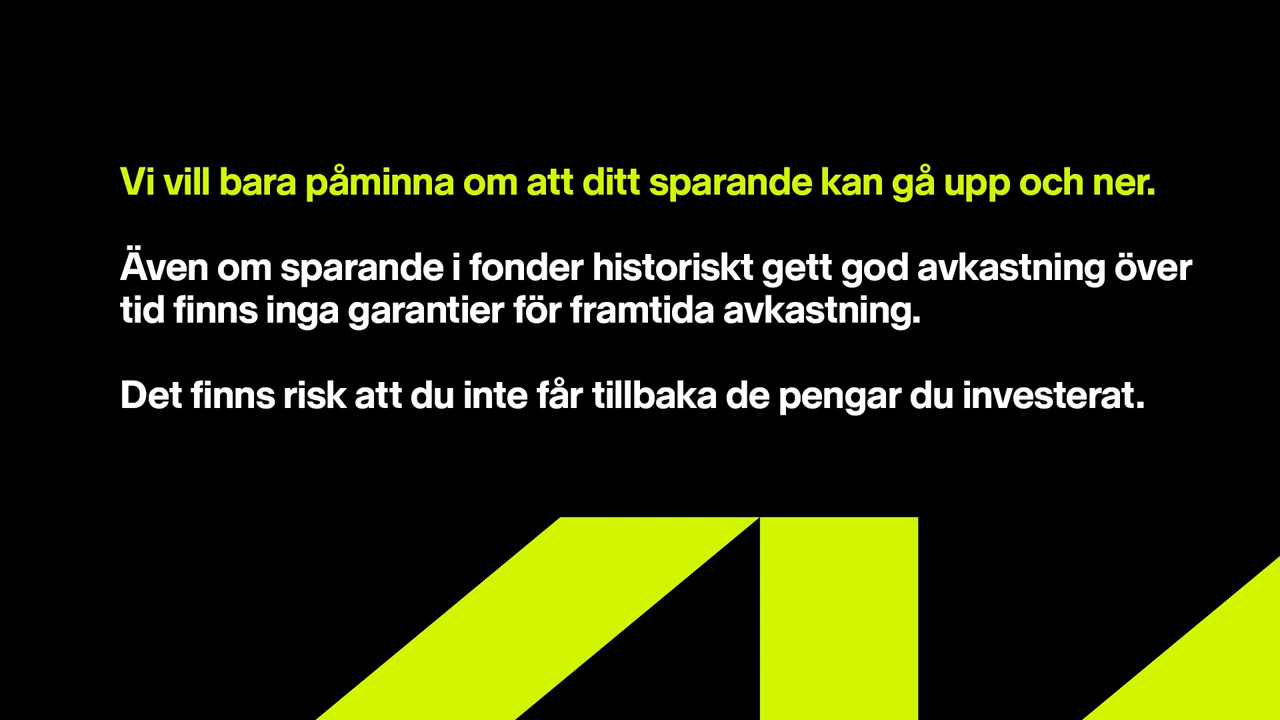 Vi vill bara påminna om att ditt sparande kan gå upp och ner.
Även om sparande i fonder historiskt gett god avkastning över
tid finns inga garantier för framtida avkastning.
Det finns risk att du inte får tillbaka de pengar du investerat.